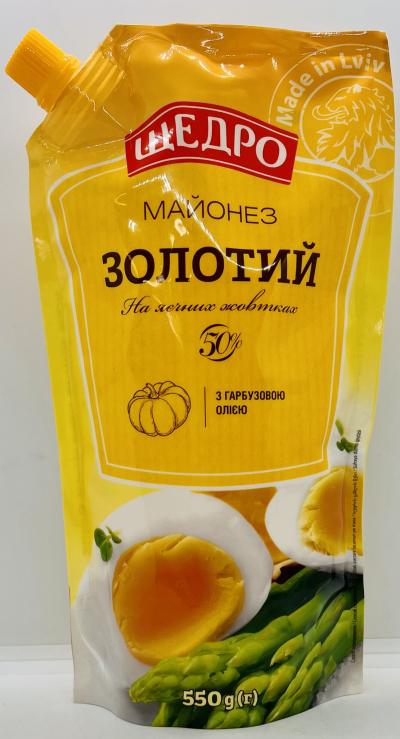 Made in Lviv
ЩЕДРО
МАЙОНЕЗ
ЗОЛОТИЙ
На яєчних жовтках
50%
З ГАРБУЗОВОЮ
ОЛІЄЮ
550 g (г)